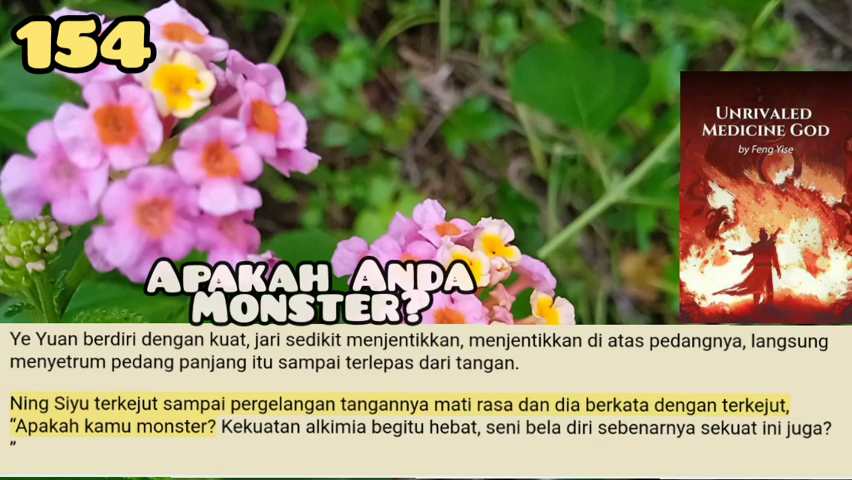 154
UNRIVALED
MEDICINE GOD
by Feng Yise
APAKAH ANDA
MONSTER?
Ye Yuan berdiri dengan kuat, jari sedikit menjentikkan, menjentikkan di atas pedangnya, langsung
menyetrum pedang panjang itu sampai terlepas dari tangan.
Ning Siyu terkejut sampai pergelangan tangannya mati rasa dan dia berkata dengan terkejut,
“Apakah kamu monster? Kekuatan alkimia begitu hebat, seni bela diri sebenarnya sekuat ini juga?
”